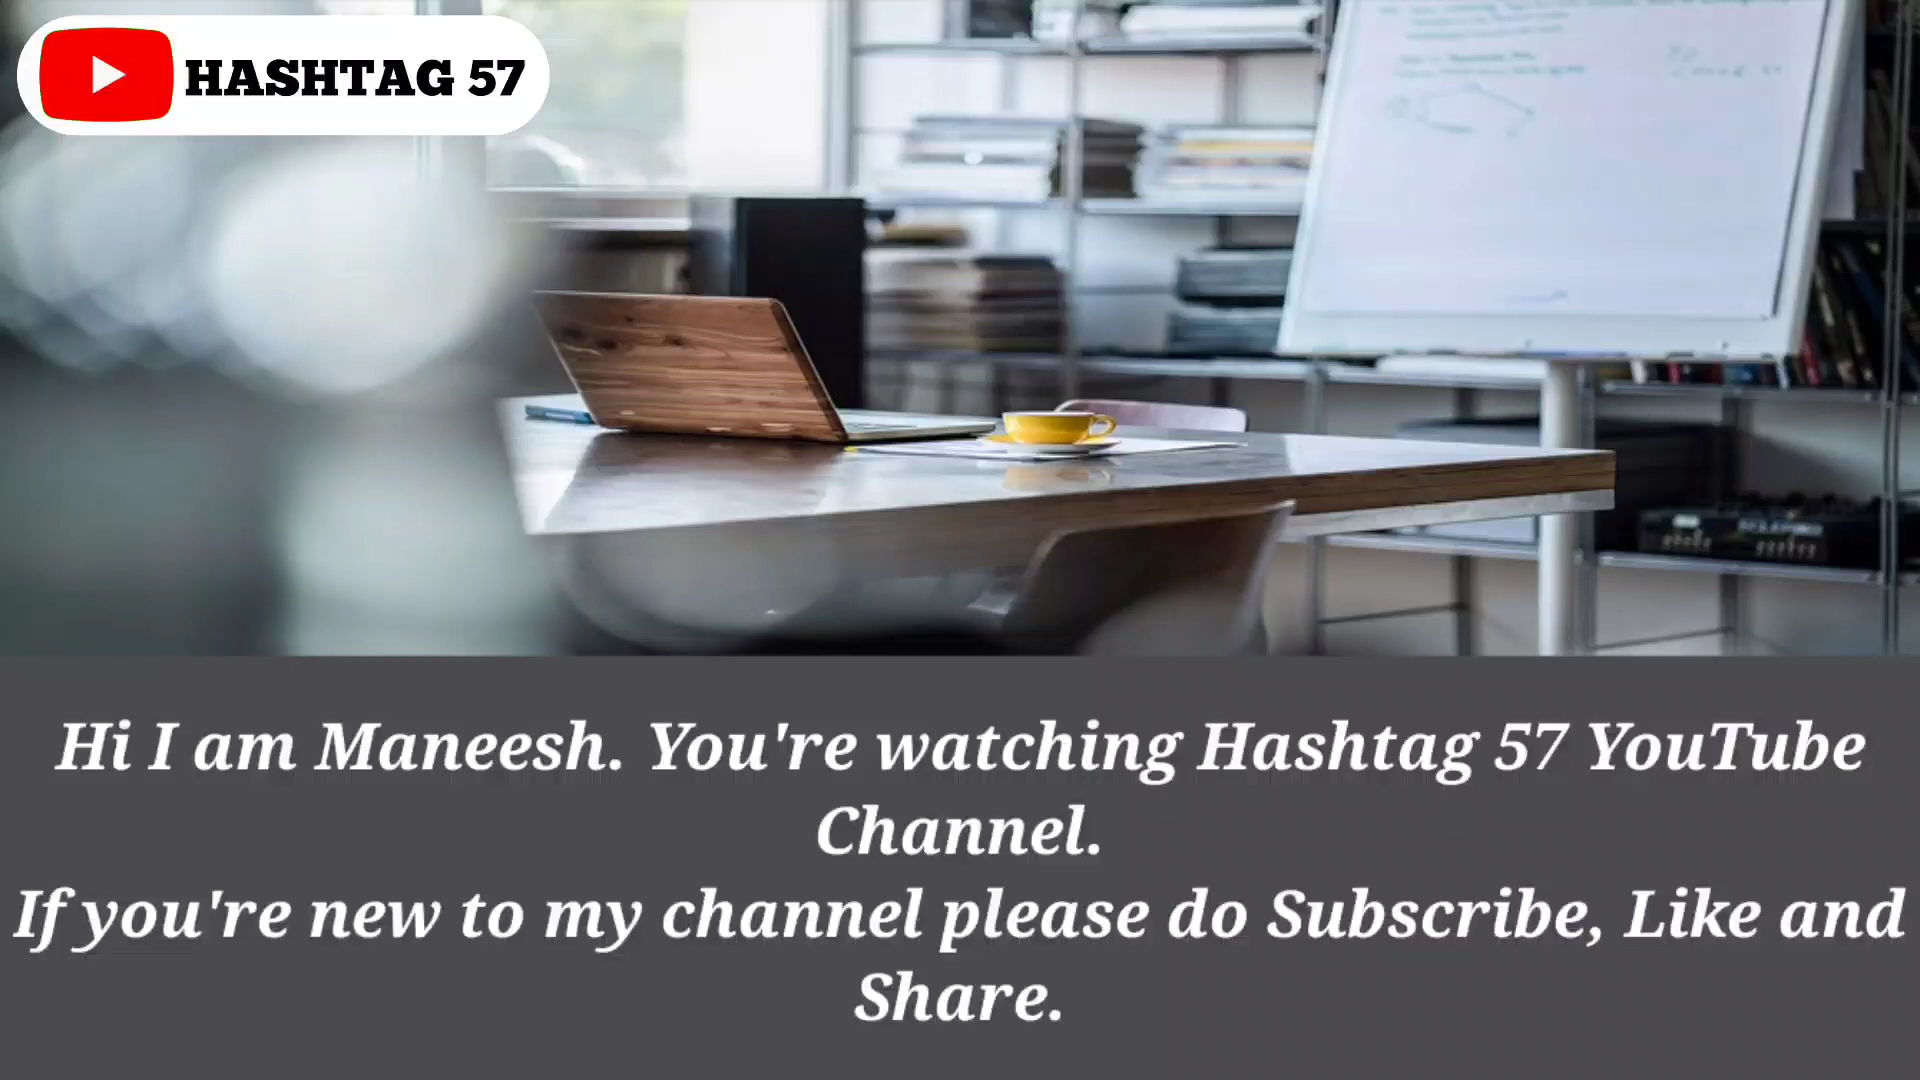 HASHTAG 57
Hi I am Maneesh. You're watching Hashtag 57 YouTube
Channel.
If you're new to my channel please do Subscribe, Like and
Share.